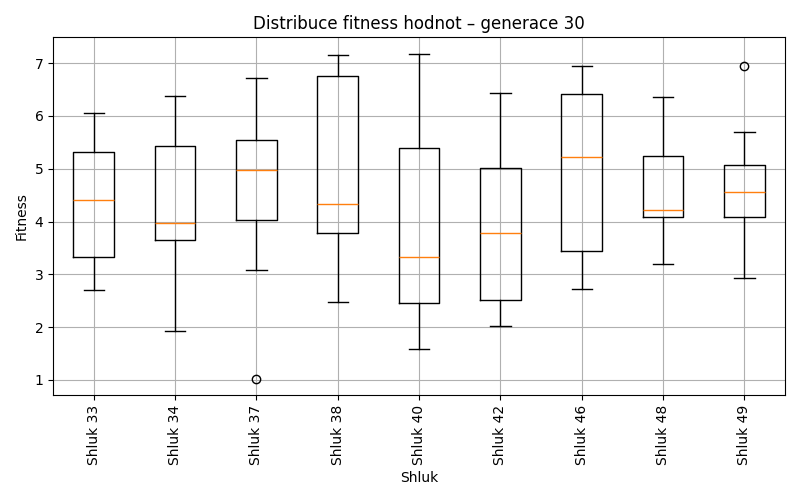 Distribuce fitness hodnot – generace 30
Fitness
7
6
5
4
3
2
1
Shluk 33
Shluk 34
Shluk 37
Shluk 38
Shluk 40
Shluk 42
Shluk 46
Shluk 48
Shluk 49
Shluk